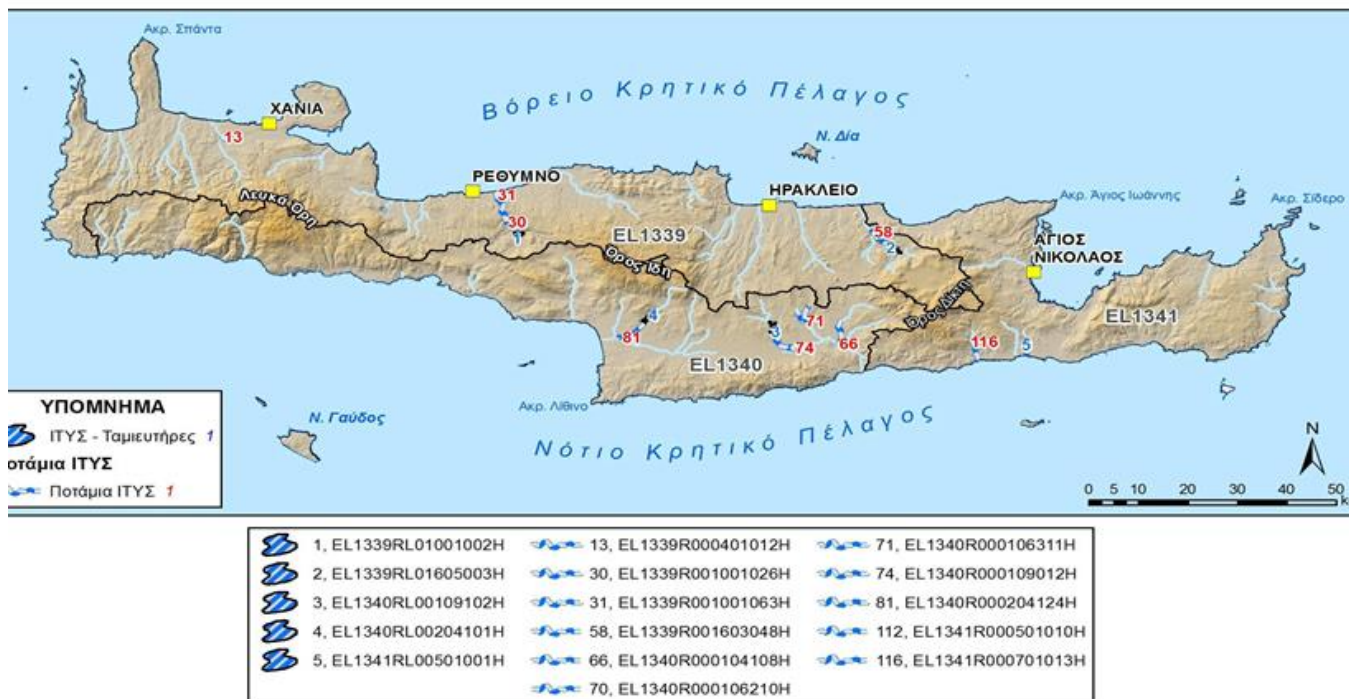 Ακρ. Σπάντα
Βόρειο Κρητικό Πέλαγος
ΧΑΝΙΑ
13
Ν. Δία
ΡΕΘΥΜΝΟ
31
ΗΡΑΚΛΕΙΟ
Ακρ. Άγιος Ιωάννης
Ακρ. Σίδερο
Λευκά Όρη
30
1
EL1339
58
2
ΑΓΙΟΣ
ΝΙΚΟΛΑΟΣ
Όρος Ίδη
Όρος Δίκτη
4
81
3
71
74
66
EL1340
116
5
EL1341
Ακρ. Λίθινο
Ν. Γαύδος
Νότιο Κρητικό Πέλαγος
ΥΠΟΜΝΗΜΑ
ΙΤΥΣ - Ταμιευτήρες 1
οτάμια ΙΤΥΣ
Ποτάμια ΙΤΥΣ 1
N
0 5 10 20 30 40 50
k
1, EL1339RL01001002H
2, EL1339RL01605003H
3, EL1340RL00109102H
4, EL1340RL00204101H
5, EL1341RL00501001H
13, EL1339R000401012H
30, EL1339R001001026H
31, EL1339R001001063H
58, EL1339R001603048H
66, EL1340R000104108H
70, EL1340R000106210H
71, EL1340R000106311H
74, EL1340R000109012H
81, EL1340R000204124H
112, EL1341R000501010H
116, EL1341R000701013H